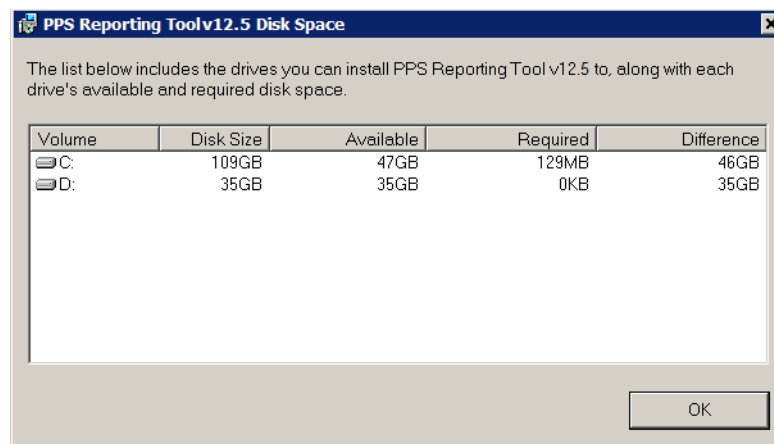 PPS Reporting Toolv12.5 Disk Space
The list below includes the drives you can install PPS Reporting Tool v12.5 to, along with each
drive's available and required disk space.
Volume Disk Size Available Required Difference
C: 109GB 47GB 129MB 46GB
D: 35GB 35GB 0KB 35GB
OK